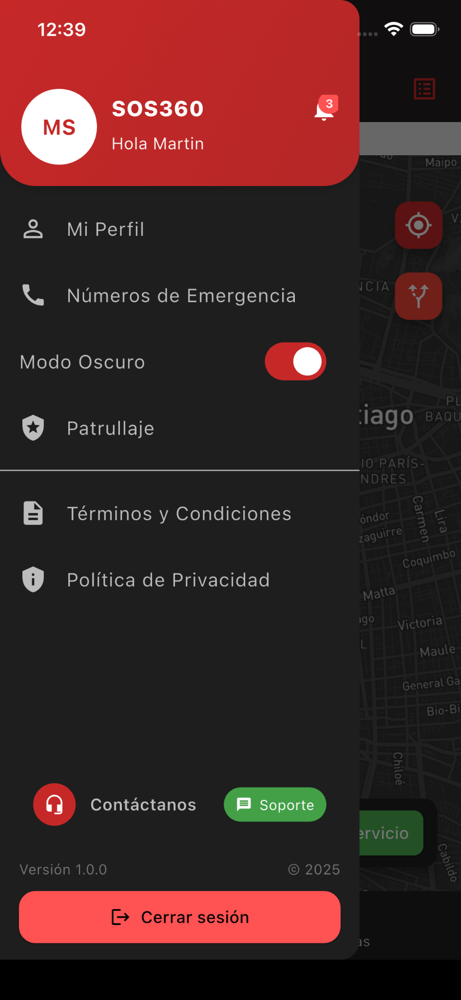 12:39
MS
SOS360
3
Hola Martin
Mi Perfil
Números de Emergencia
Modo Oscuro
Patrullaje
Términos y Condiciones
Política de Privacidad
Contáctanos
Soporte
Versión 1.0.0
© 2025
Cerrar sesión
Maipo
VA
NCIA
tiago
PL
BAQU
IO PARÍS-
NDRES
Carmen
Lira
óndor
zaguirre
Coquimbo
Matta
ago
Victoria
L
Maule
General Ga
Bio-Bi
Chiloé
ervicio
Cabildo
as